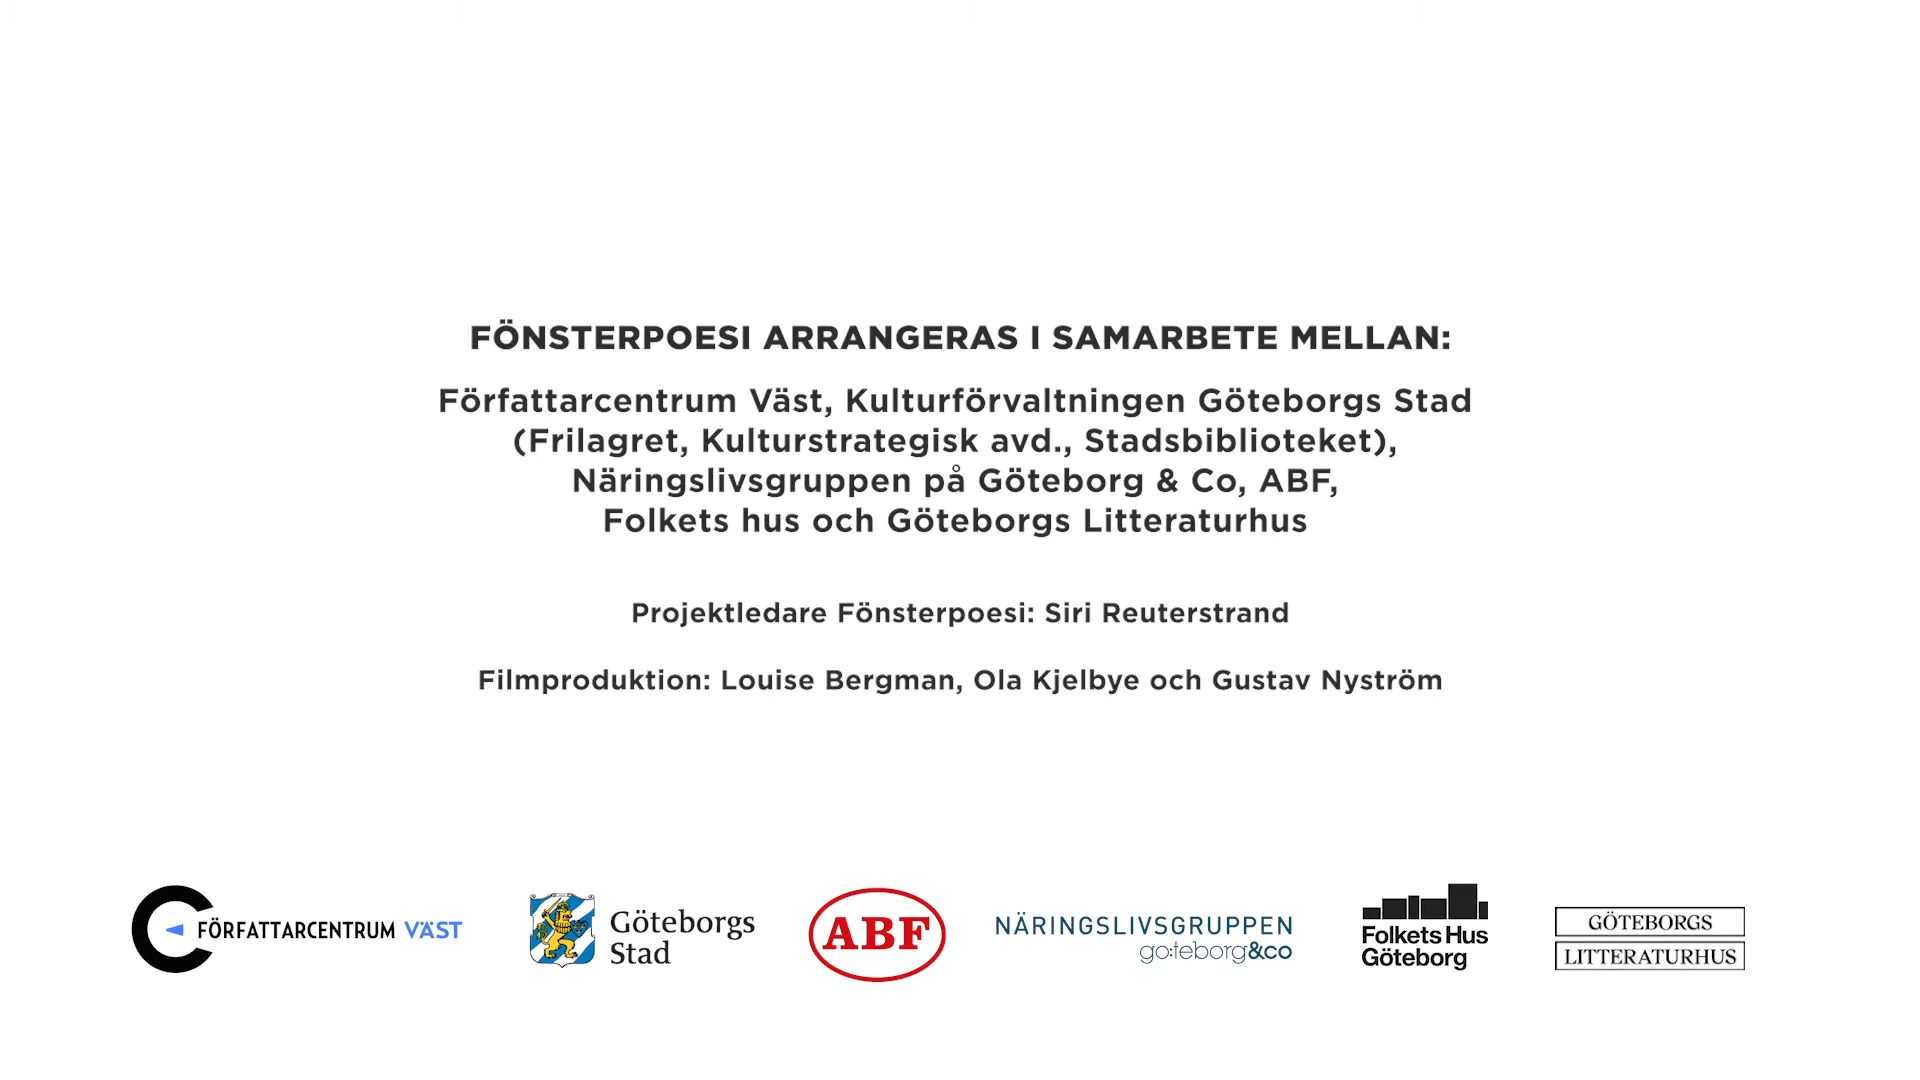 FÖNSTERPOESI ARRANGERAS I SAMARBETE MELLAN:
Författarcentrum Väst, Kulturförvaltningen Göteborgs Stad
(Frilagret, Kulturstrategisk avd., Stadsbiblioteket),
Näringslivsgruppen på Göteborg & Co, ABF,
Folkets hus och Göteborgs Litteraturhus
Projektledare Fönsterpoesi: Siri Reuterstrand
Filmproduktion: Louise Bergman, Ola Kjelbye och Gustav Nyström
FÖRFATTARCENTRUM VÄST
Göteborgs
Stad
ABF
NÄRINGSLIVSGRUPPEN
go:teborg&co
Folkets Hus
Göteborg
GÖTEBORGS
LITTERATURHUS